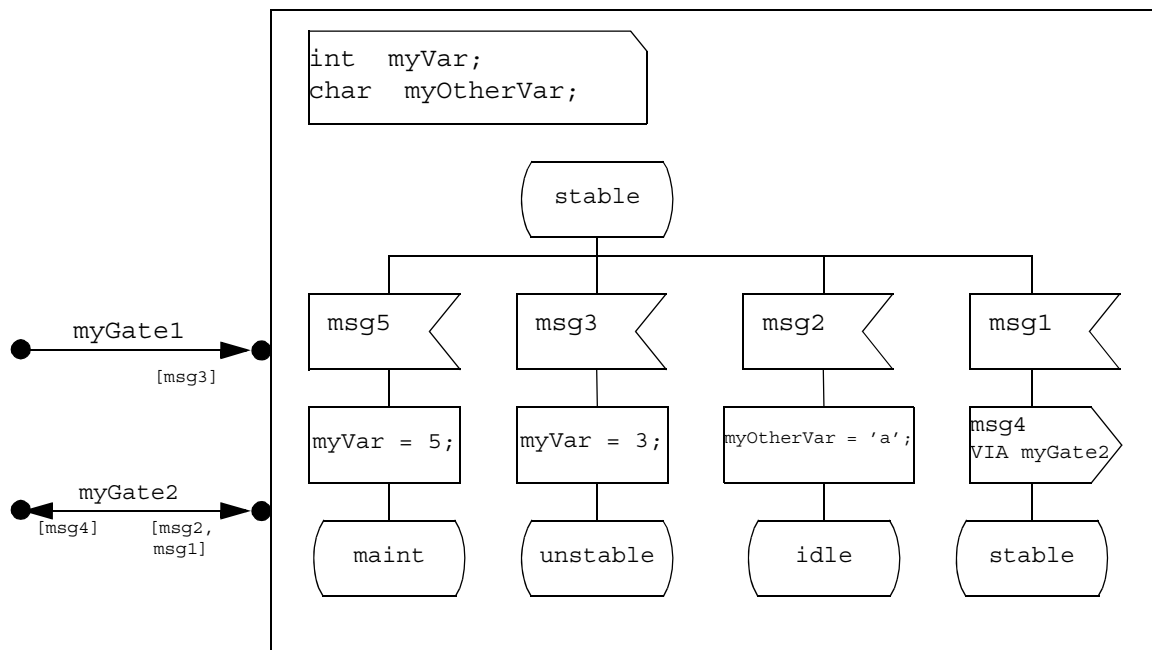 int myVar;
char myOtherVar;
stable
msg5
msg3
msg2
msg1
myGate1
[msg3]
myVar = 5;
myVar = 3;
myOtherVar = ’a’;
msg4
VIA myGate2
myGate2
[msg4]
[msg2,
msg1]
maint
unstable
idle
stable